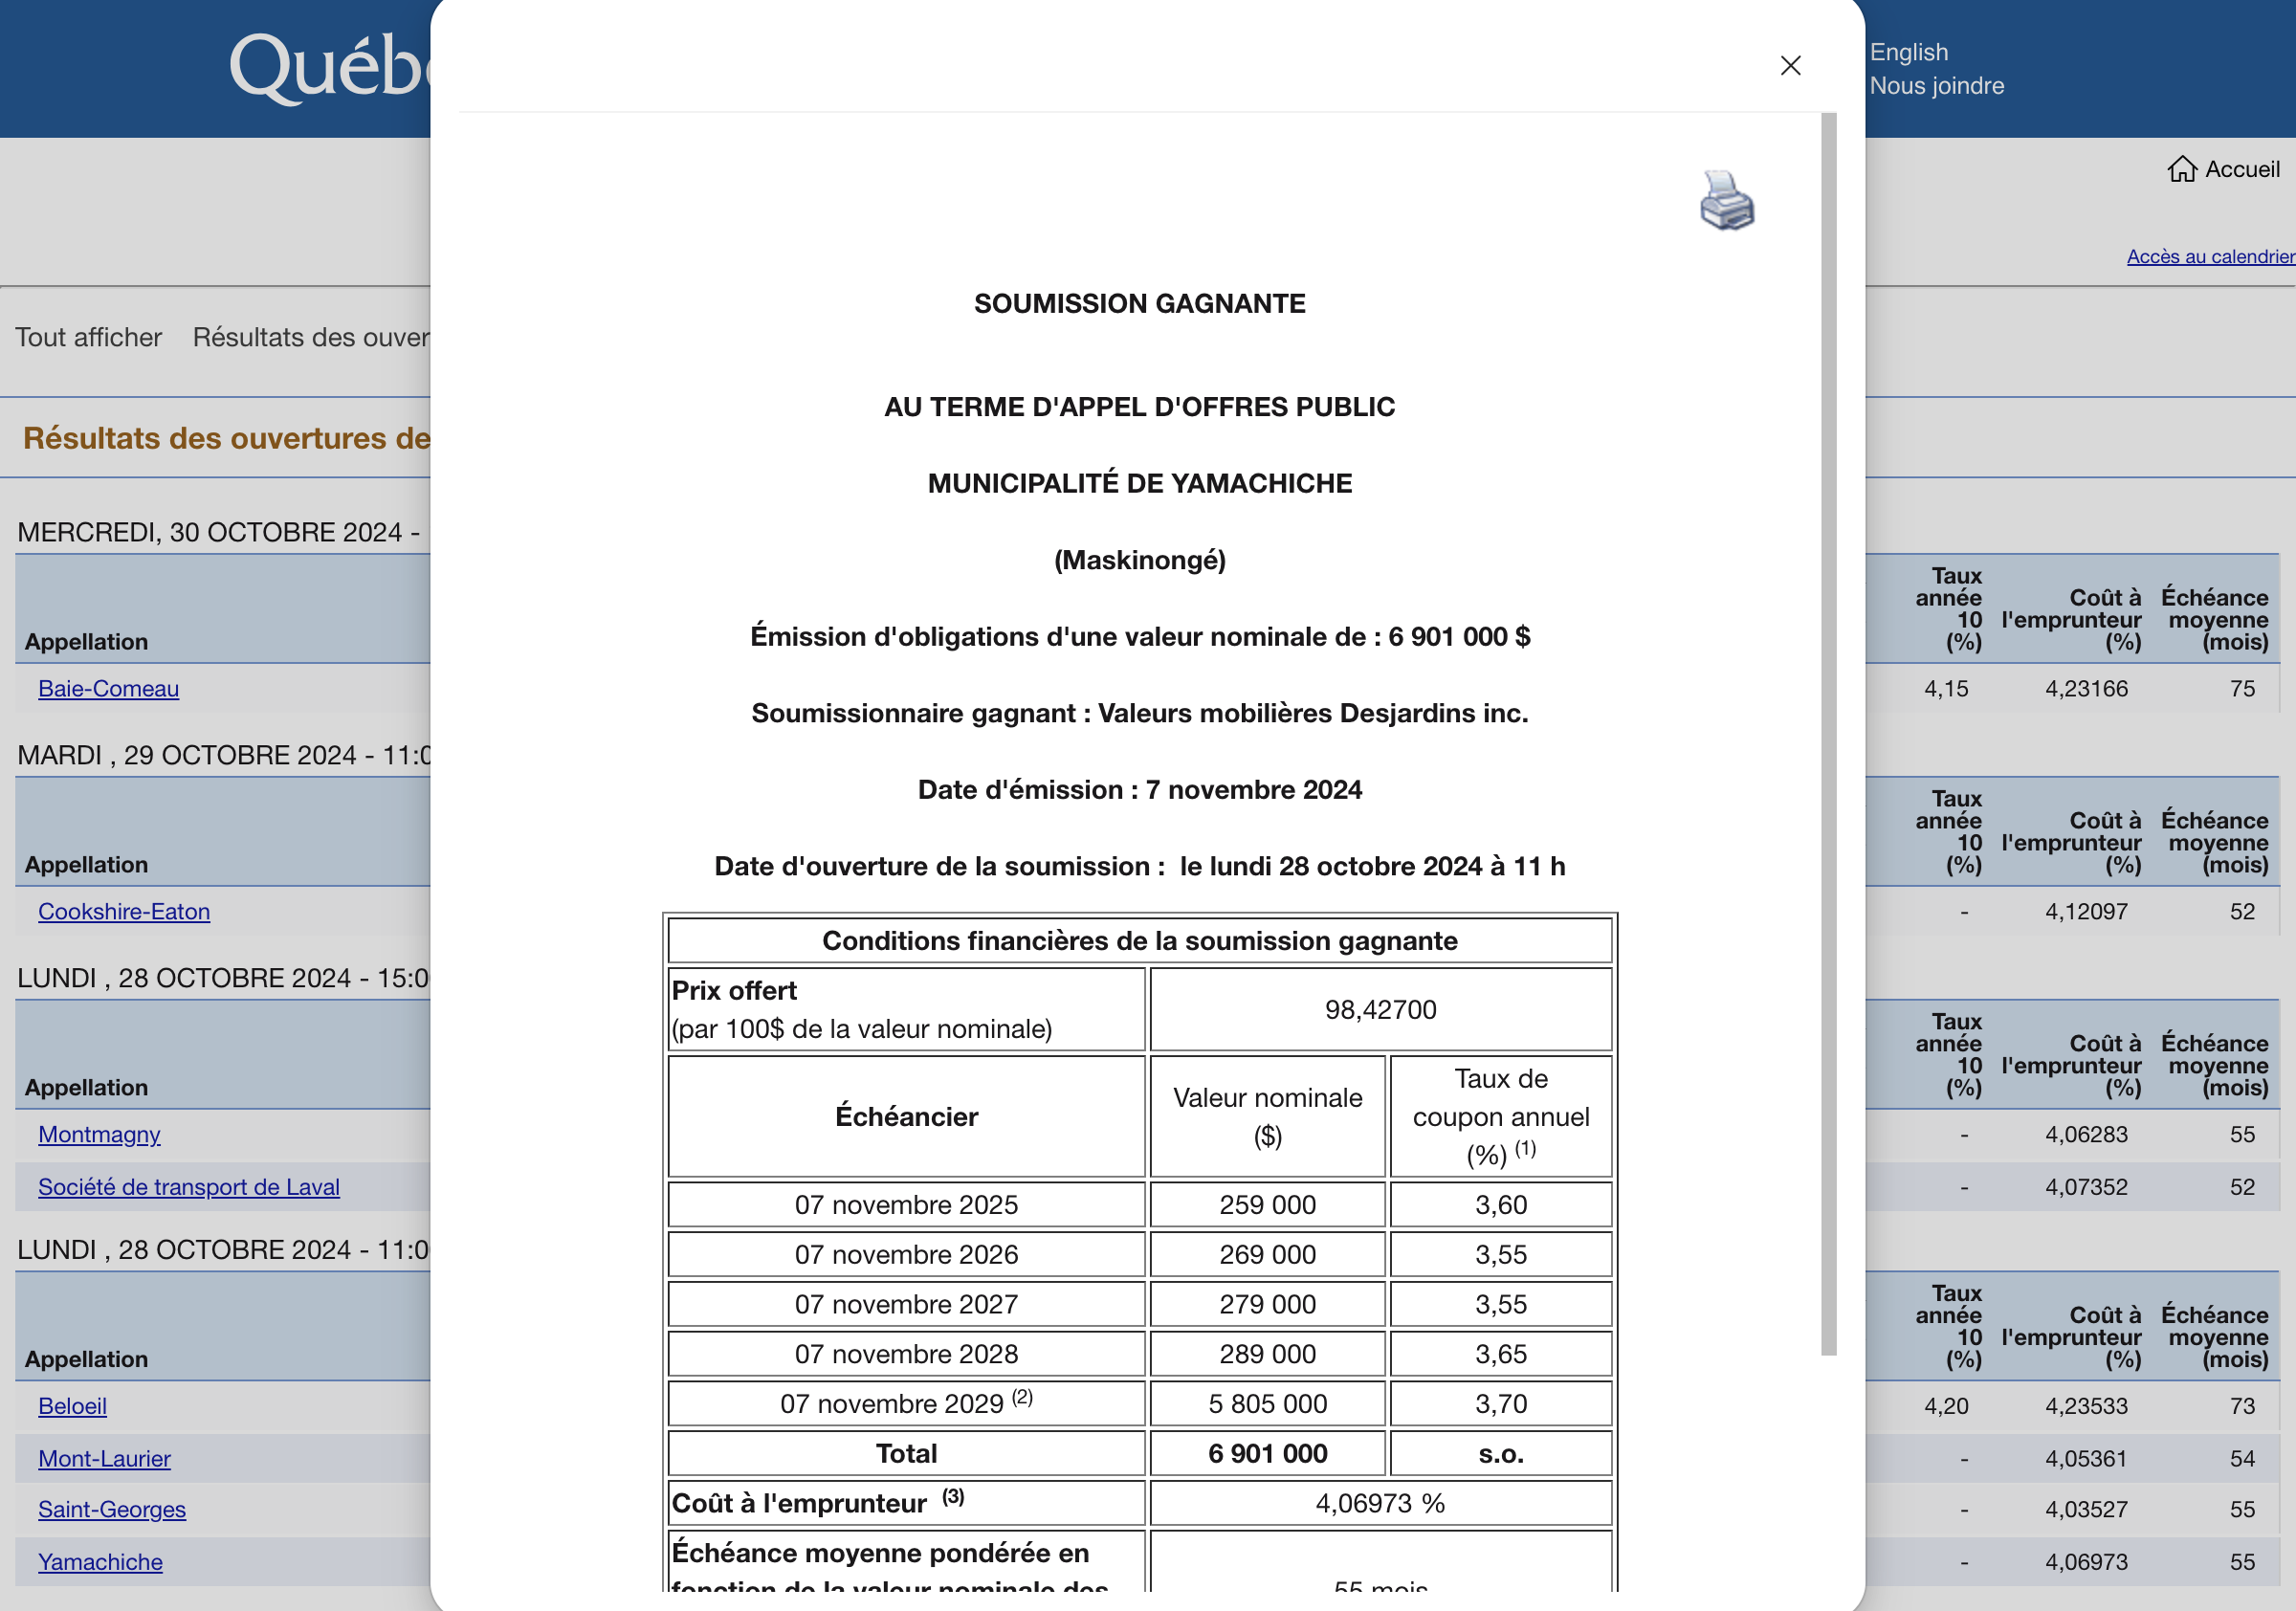 Québ
English
Nous joindre
Accueil
Accès au calendrier
Tout afficher Résultats des ouver
Résultats des ouvertures de
MERCREDI, 30 OCTOBRE 2024 -
Appellation
Taux année 10 (%) Coût à l'emprunteur (%) Échéance moyenne (mois)
Baie-Comeau 4,15 4,23166 75
MARDI , 29 OCTOBRE 2024 - 11:0
Appellation
Taux année 10 (%) Coût à l'emprunteur (%) Échéance moyenne (mois)
Cookshire-Eaton - 4,12097 52
LUNDI , 28 OCTOBRE 2024 - 15:0
Appellation
Taux année 10 (%) Coût à l'emprunteur (%) Échéance moyenne (mois)
Montmagny - 4,06283 55
Société de transport de Laval - 4,07352 52
LUNDI , 28 OCTOBRE 2024 - 11:0
Appellation
Taux année 10 (%) Coût à l'emprunteur (%) Échéance moyenne (mois)
Beloeil 4,20 4,23533 73
Mont-Laurier - 4,05361 54
Saint-Georges - 4,03527 55
Yamachiche - 4,06973 55
SOUMISSION GAGNANTE
AU TERME D'APPEL D'OFFRES PUBLIC
MUNICIPALITÉ DE YAMACHICHE
(Maskinongé)
Émission d'obligations d'une valeur nominale de : 6 901 000 $
Soumissionnaire gagnant : Valeurs mobilières Desjardins inc.
Date d'émission : 7 novembre 2024
Date d'ouverture de la soumission : le lundi 28 octobre 2024 à 11 h
Conditions financières de la soumission gagnante
Prix offert
(par 100$ de la valeur nominale) 98,42700
Échéancier Valeur nominale ($) Taux de coupon annuel (%) (1)
07 novembre 2025 259 000 3,60
07 novembre 2026 269 000 3,55
07 novembre 2027 279 000 3,55
07 novembre 2028 289 000 3,65
07 novembre 2029 (2) 5 805 000 3,70
Total 6 901 000 s.o.
Coût à l'emprunteur (3) 4,06973 %
Échéance moyenne pondérée en
fonction de la valeur nominale des 55 mois